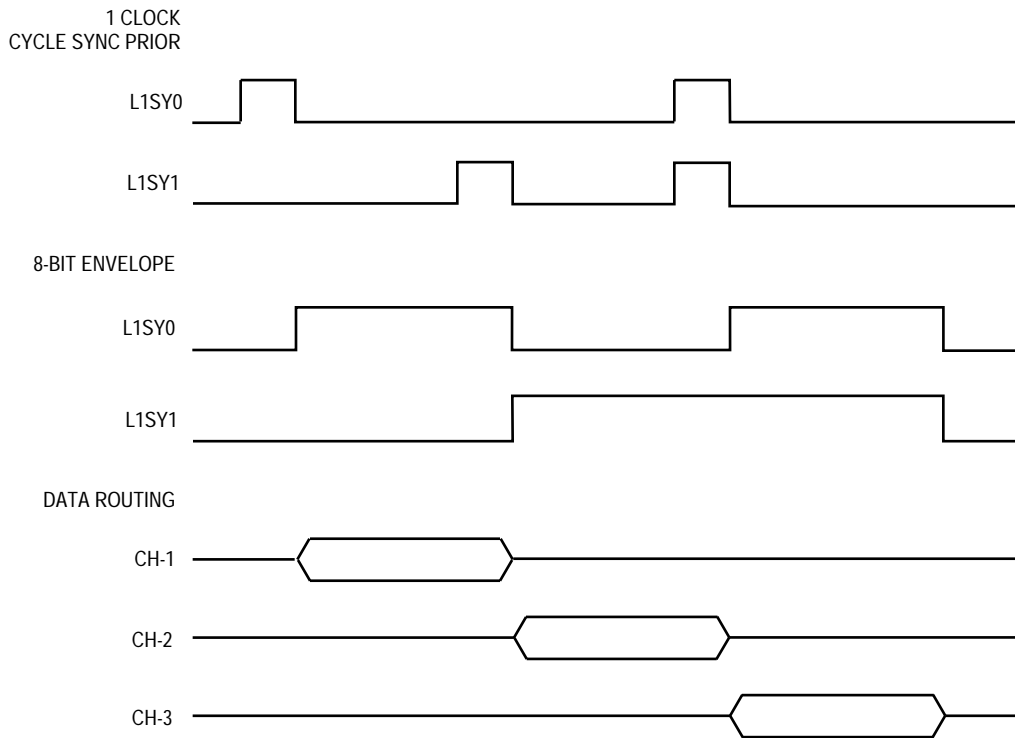 1 CLOCK
CYCLE SYNC PRIOR
L1SY0
L1SY1
8-BIT ENVELOPE
L1SY0
L1SY1
DATA ROUTING
CH-1
CH-2
CH-3